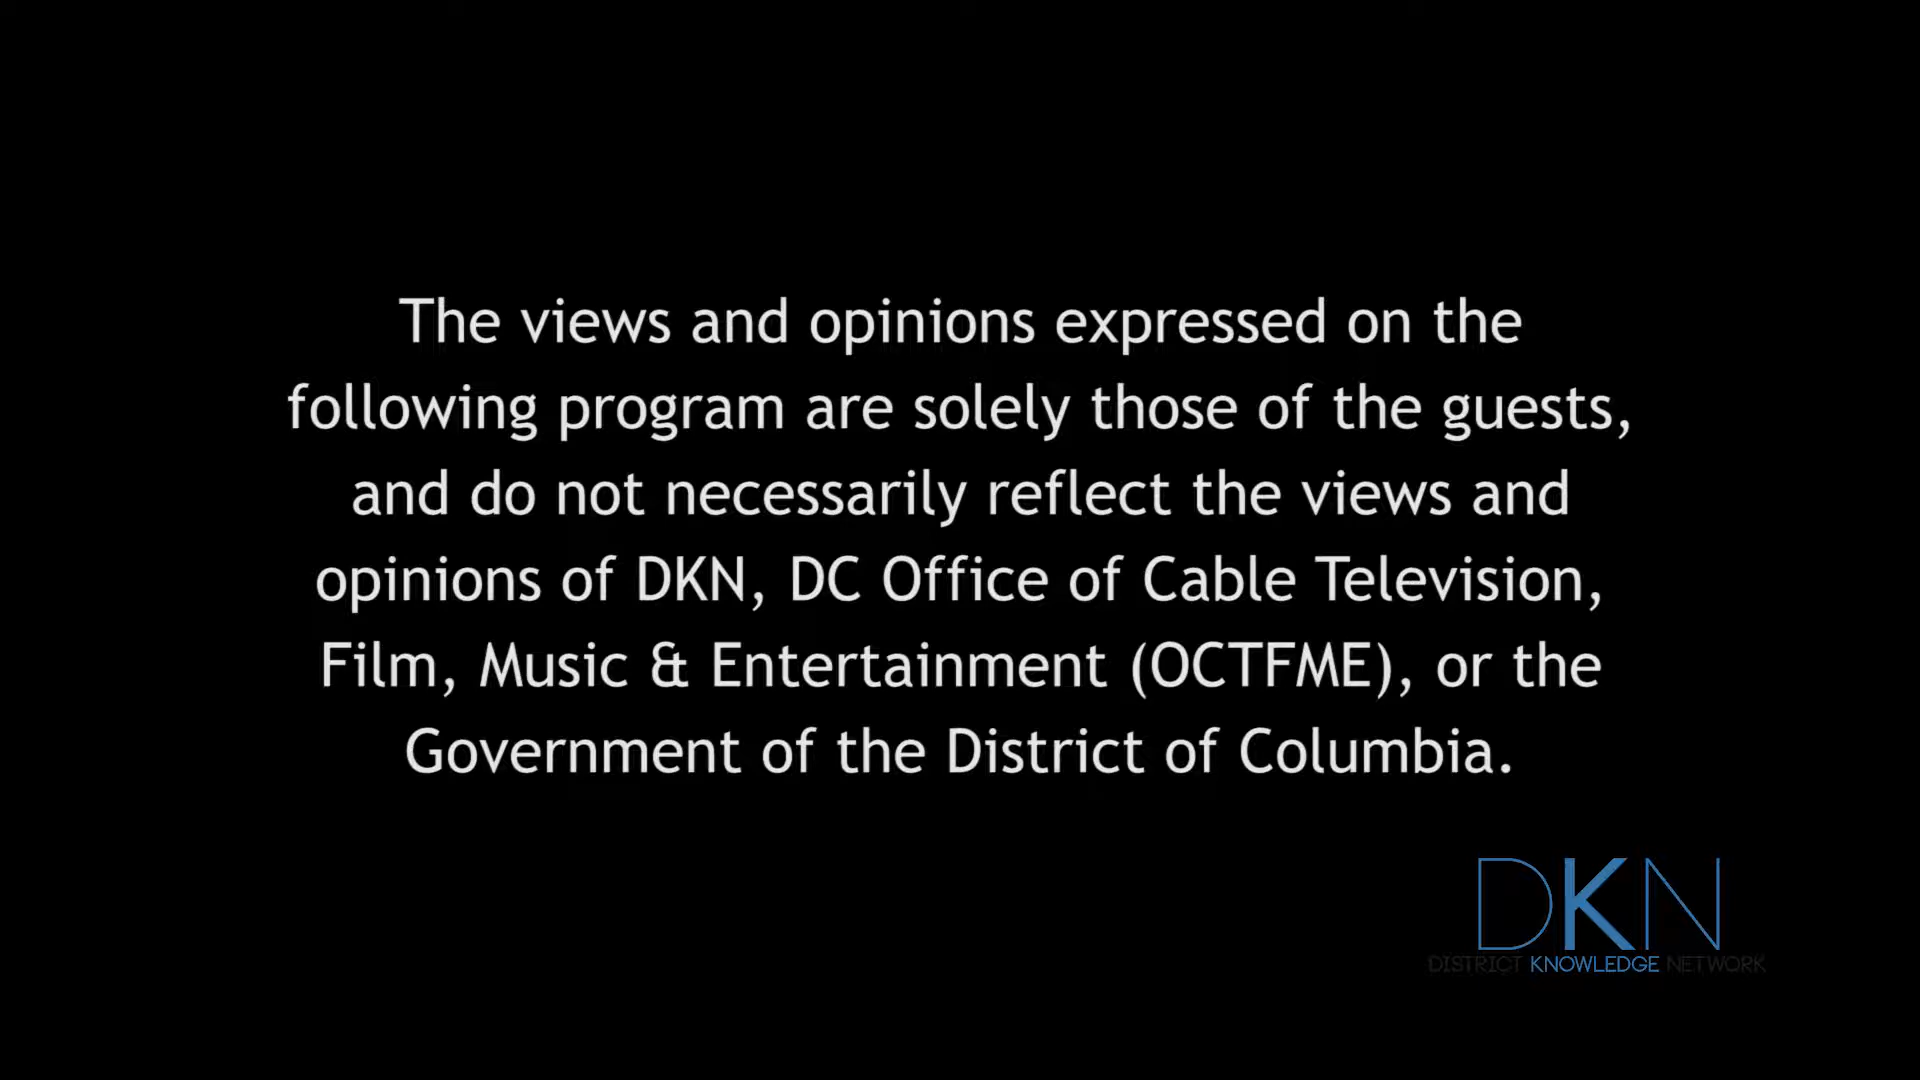 The views and opinions expressed on the
following program are solely those of the guests,
and do not necessarily reflect the views and
opinions of DKN, DC Office of Cable Television,
Film, Music & Entertainment (OCTFME), or the
Government of the District of Columbia.
DKN
DISTRICT KNOWLEDGE NETWORK